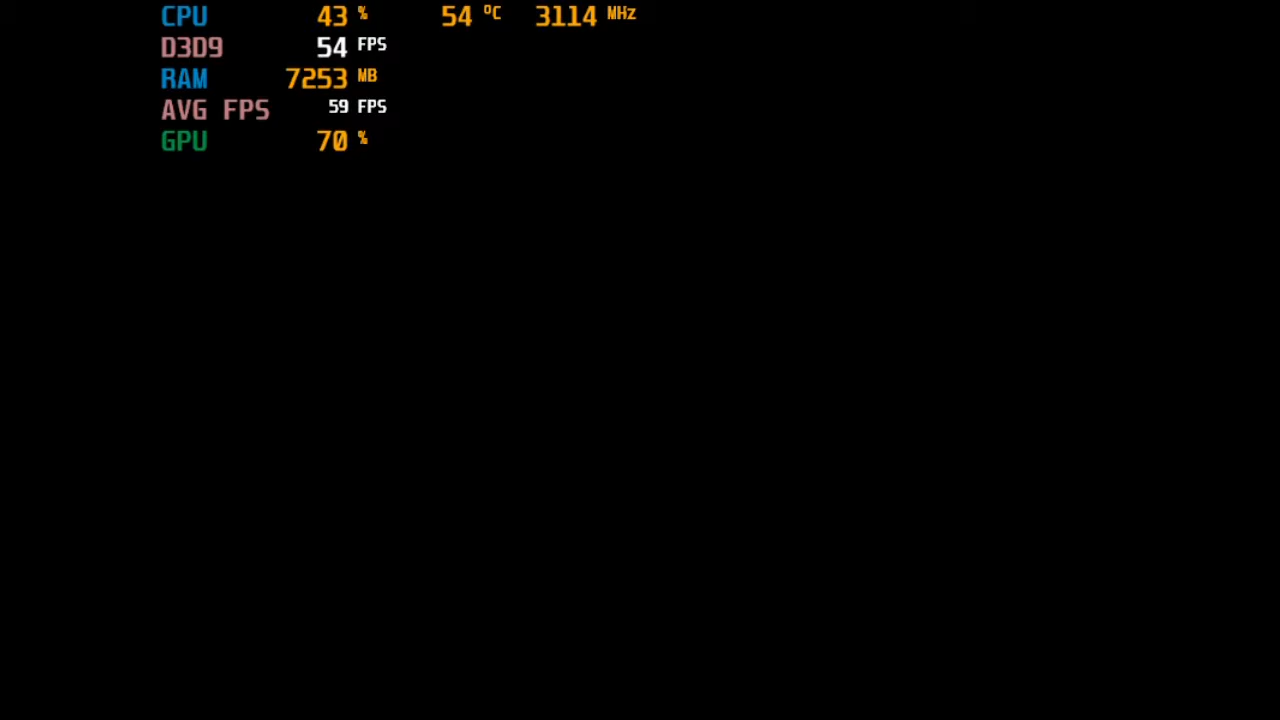 CPU 43 % 54 °C 3114 MHz
D3D9 54 FPS
RAM 7253 MB
AVG FPS 59 FPS
GPU 70 %